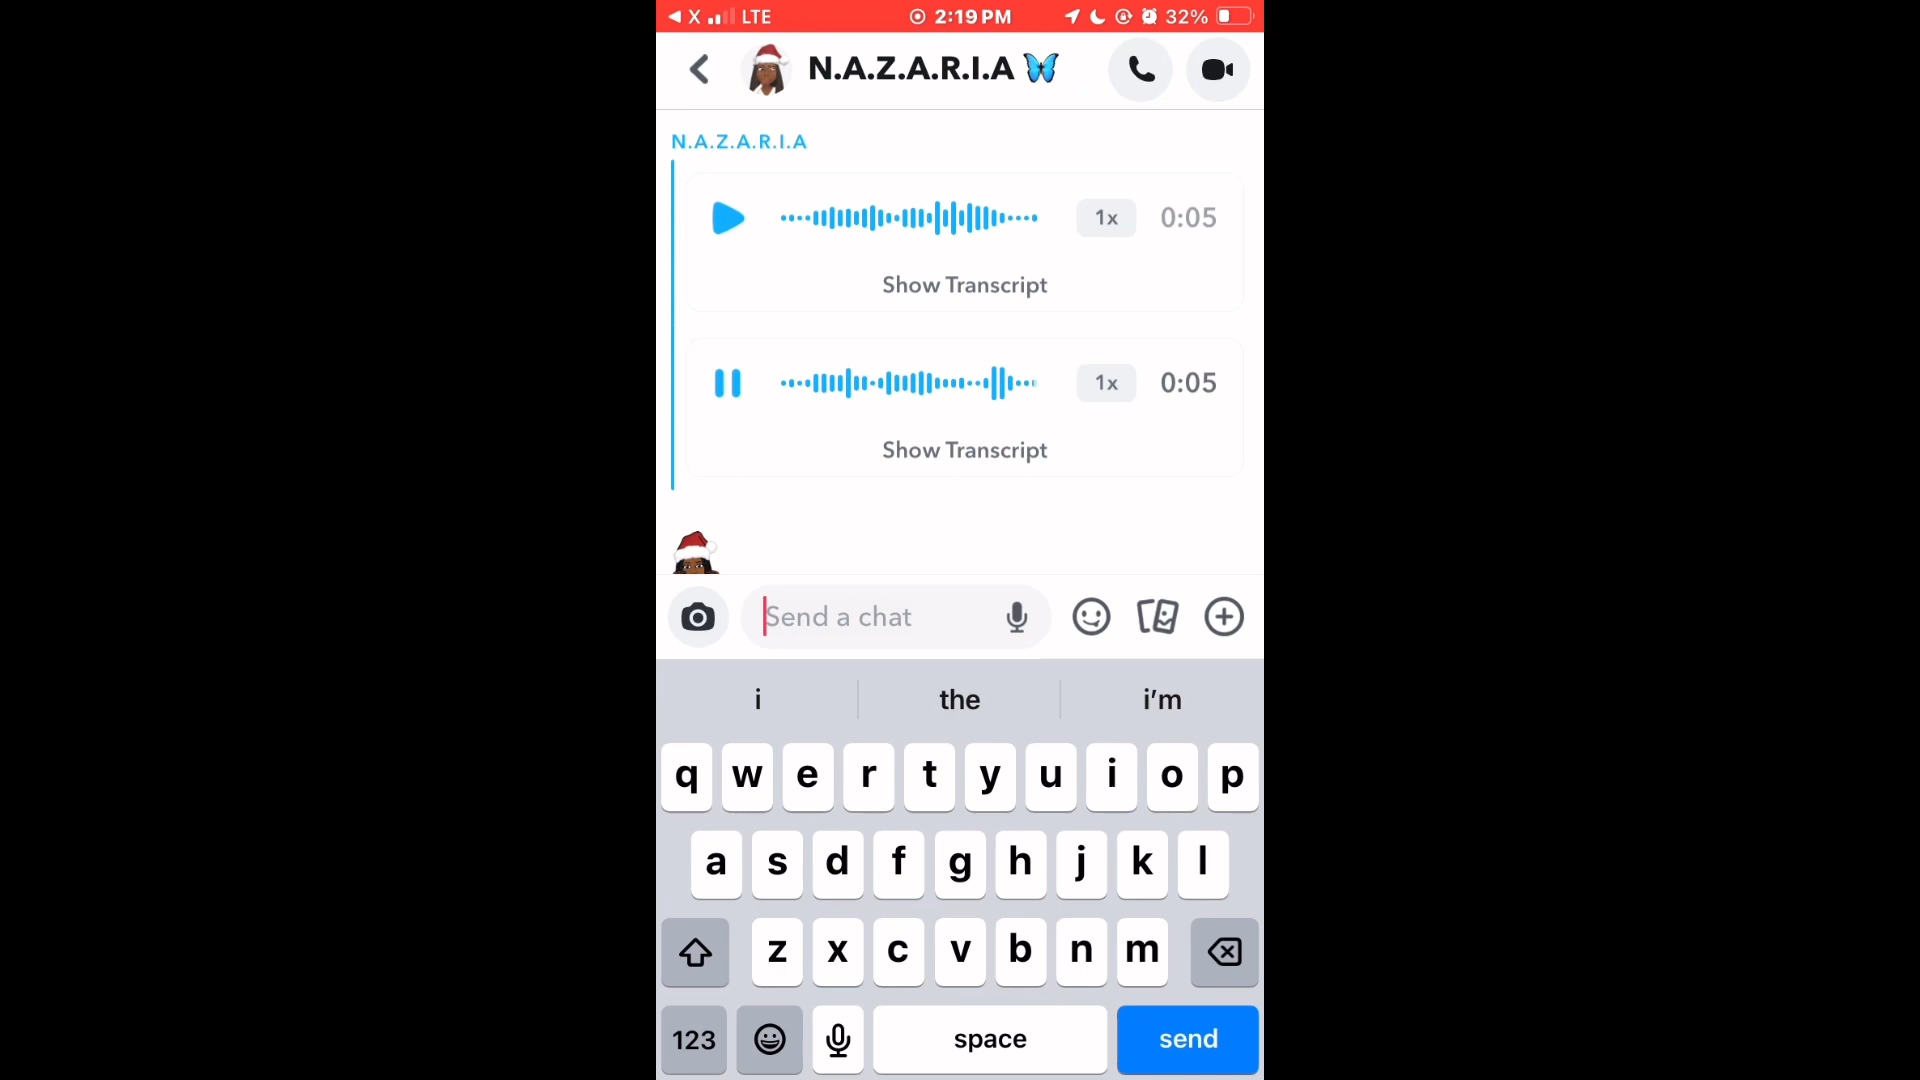 X LTE 2:19 PM 32%
N.A.Z.A.R.I.A
N.A.Z.A.R.I.A
1x 0:05
Show Transcript
1x 0:05
Show Transcript
Send a chat
i the i'm
q w e r t y u i o p
a s d f g h j k l
z x c v b n m
123 space send